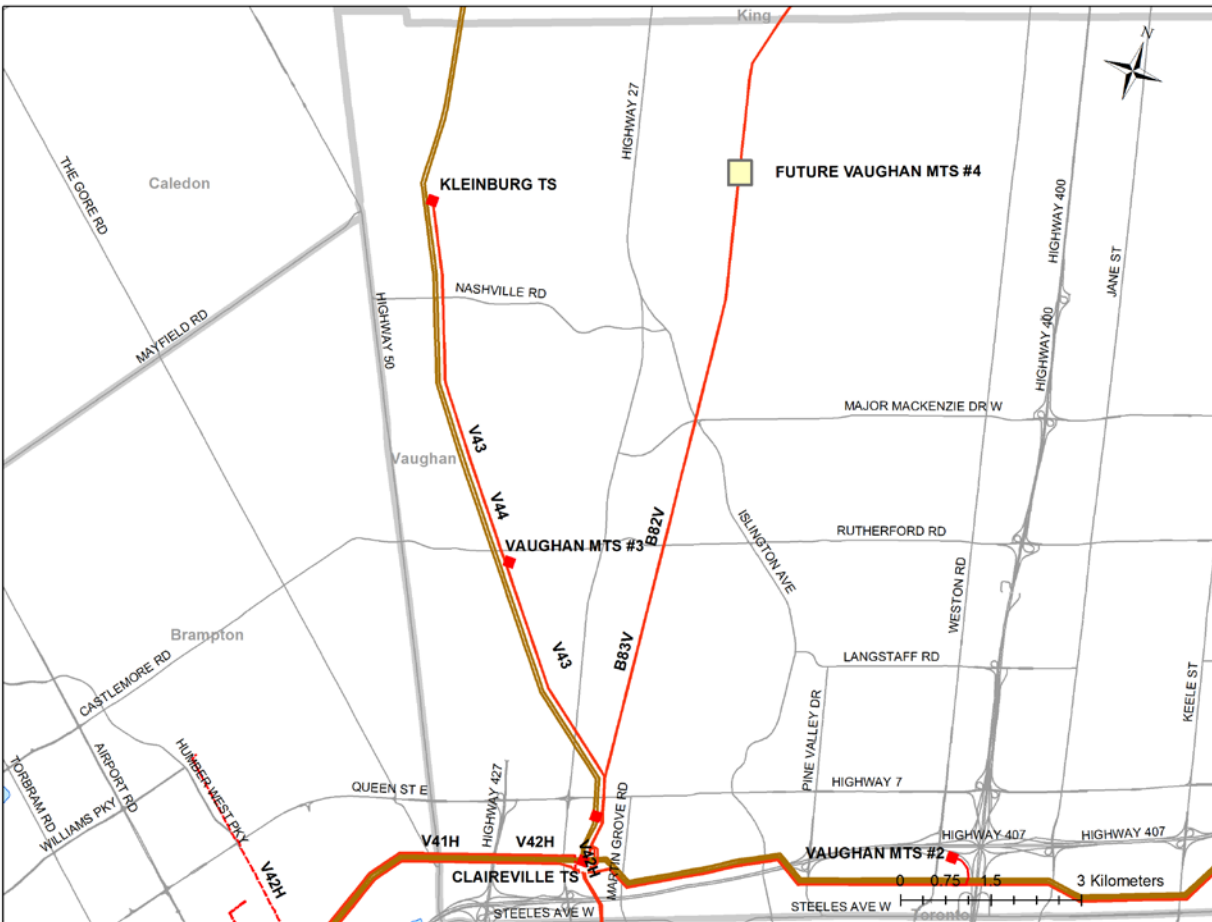 King
N
HIGHWAY 27
THE GORE RD
Caledon
KLEINBURG TS
FUTURE VAUGHAN MTS #4
HIGHWAY 400
JANE ST
NASHVILLE RD
HIGHWAY 50
MAYFIELD RD
HIGHWAY 400
MAJOR MACKENZIE DR W
V43
Vaughan
V44
B82V
ISLINGTON AVE
RUTHERFORD RD
VAUGHAN MTS #3
WESTON RD
Brampton
V43
B83V
LANGSTAFF RD
CASTLEMORE RD
KEELE ST
PINE VALLEY DR
AIRPORT RD
HUMBER WEST PKY
TORBRAM RD
QUEEN ST E
HIGHWAY 427
HIGHWAY 7
WILLIAMS PKY
MARTIN GROVE RD
HIGHWAY 407
HIGHWAY 407
V41H
V42H
V42H
VAUGHAN MTS #2
V42H
CLAIREVILLE TS
0 0.75 1.5 3 Kilometers
STEELES AVE W
STEELES AVE W
Toronto